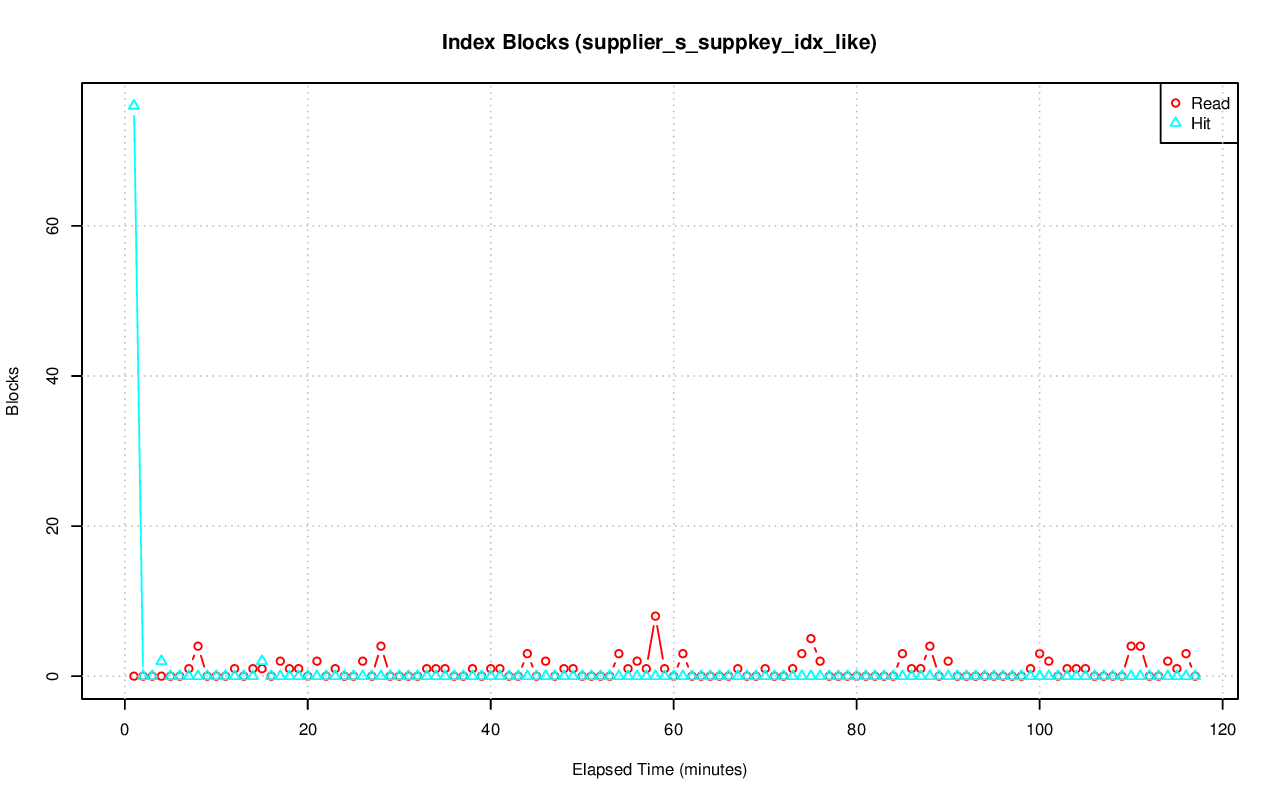 Index Blocks (supplier_s_suppkey_idx_like)
Read
Hit
Blocks
60
40
20
0
0 20 40 60 80 100 120
Elapsed Time (minutes)